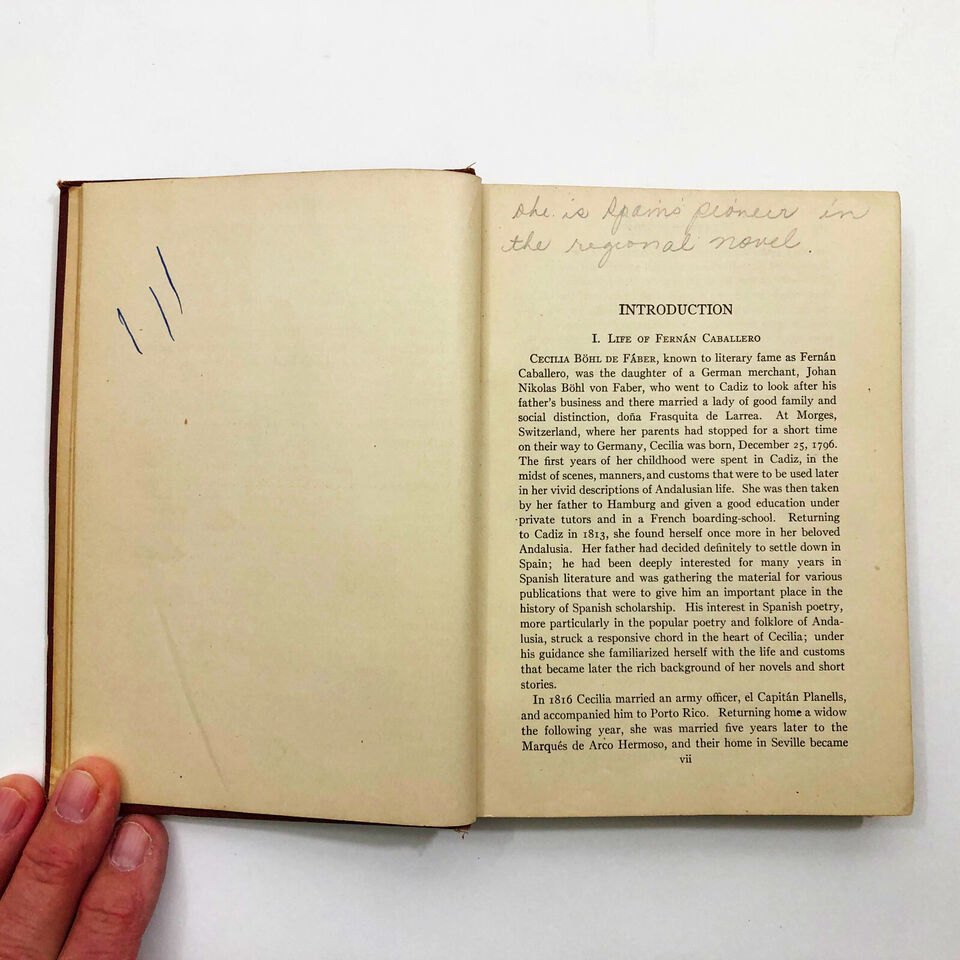 she is Spain's pioneer in
the regional novel.
INTRODUCTION
I. LIFE OF FERNÁN CABALLERO
CECILIA BÖHL DE FÁBER, known to literary fame as Fernán
Caballero, was the daughter of a German merchant, Johan
Nikolas Böhl von Faber, who went to Cadiz to look after his
father's business and there married a lady of good family and
social distinction, doña Frasquita de Larrea. At Morges,
Switzerland, where her parents had stopped for a short time
on their way to Germany, Cecilia was born, December 25, 1796.
The first years of her childhood were spent in Cadiz, in the
midst of scenes, manners, and customs that were to be used later
in her vivid descriptions of Andalusian life. She was then taken
by her father to Hamburg and given a good education under
private tutors and in a French boarding-school. Returning
to Cadiz in 1813, she found herself once more in her beloved
Andalusia. Her father had decided definitely to settle down in
Spain; he had been deeply interested for many years in
Spanish literature and was gathering the material for various
publications that were to give him an important place in the
history of Spanish scholarship. His interest in Spanish poetry,
more particularly in the popular poetry and folklore of Anda-
lusia, struck a responsive chord in the heart of Cecilia; under
his guidance she familiarized herself with the life and customs
that became later the rich background of her novels and short
stories.
In 1816 Cecilia married an army officer, el Capitán Planells,
and accompanied him to Porto Rico. Returning home a widow
the following year, she was married five years later to the
Marqués de Arco Hermoso, and their home in Seville became
vii